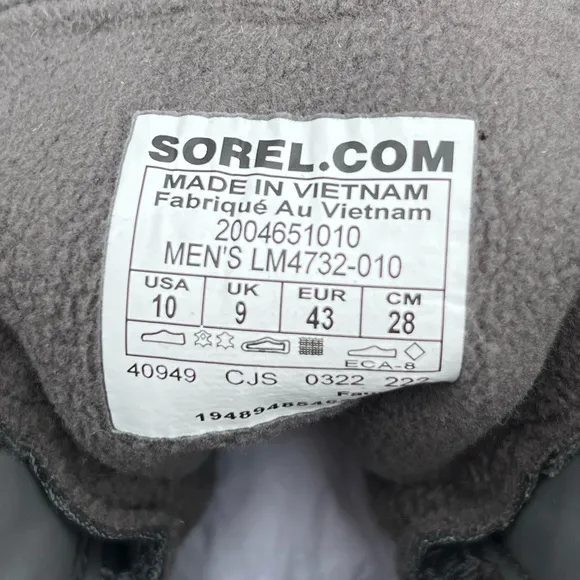 SOREL.COM
MADE IN VIETNAM
Fabriqué Au Vietnam
2004651010
MEN'S LM4732-010
USA UK EUR CM
10 9 43 28
ECA-8
40949 CJS 0322